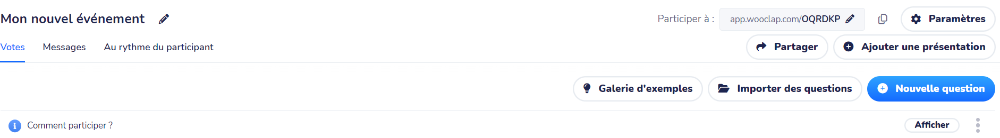 Mon nouvel événement Participer à : app.wooclap.com/OQRDKP Paramètres
Votes Messages Au rythme du participant Partager Ajouter une présentation
Galerie d'exemples Importer des questions Nouvelle question
Comment participer ? Afficher